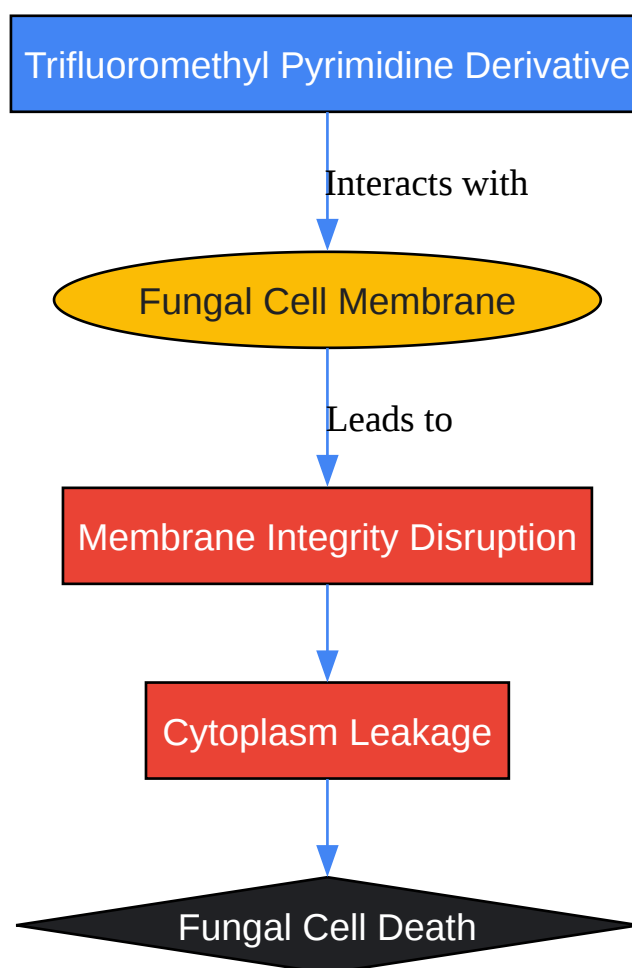 Trifluoromethyl Pyrimidine Derivative
Interacts with
Fungal Cell Membrane
Leads to
Membrane Integrity Disruption
Cytoplasm Leakage
Fungal Cell Death